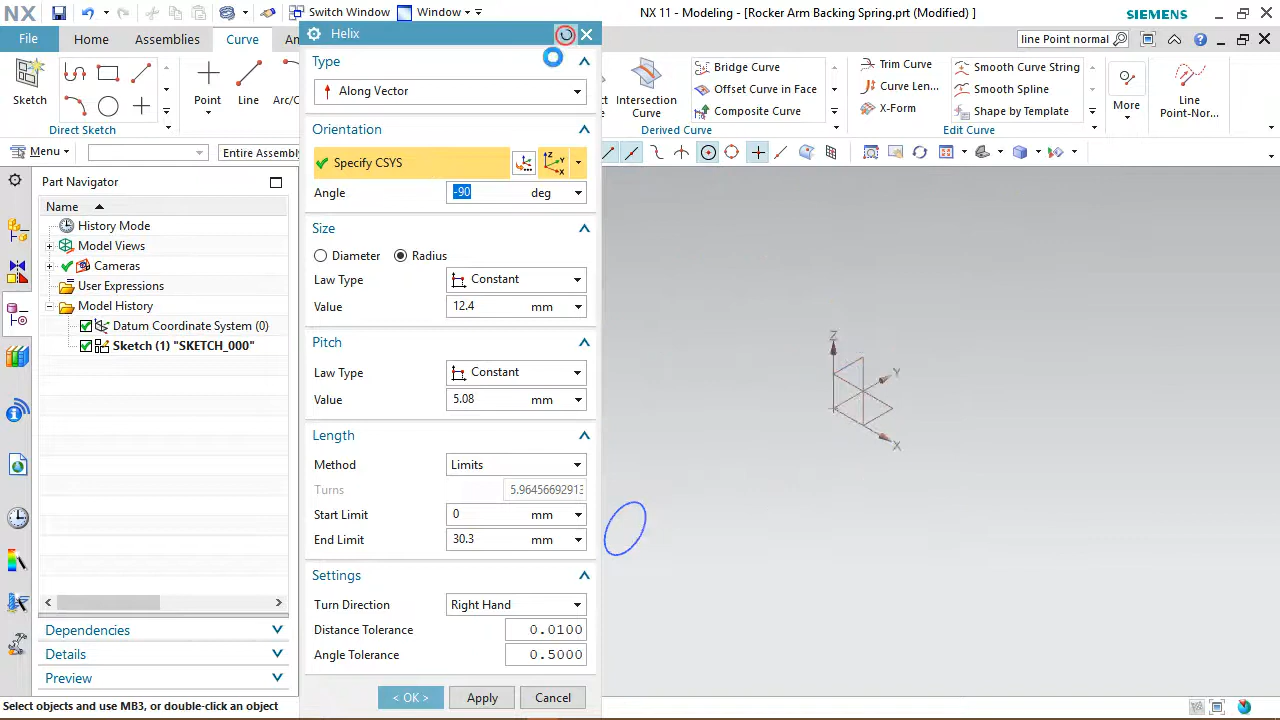 NX
Switch Window
Window
NX 11 - Modeling - [Rocker Arm Backing Spring.prt (Modified) ]
SIEMENS
File
Home
Assemblies
Curve
line Point normal
Sketch
Direct Sketch
Point
Line
Intersection
Curve
Bridge Curve
Offset Curve in Face
Composite Curve
Derived Curve
Trim Curve
Curve Len...
X-Form
Smooth Curve String
Smooth Spline
Shape by Template
Edit Curve
More
Line
Point-Nor...
Menu
Entire Assembly
Helix
Type
Along Vector
Orientation
Specify CSYS
Angle
-90
deg
Size
Diameter
Radius
Law Type
Constant
Value
12.4
mm
Pitch
Law Type
Constant
Value
5.08
mm
Length
Method
Limits
Turns
5.96456692913
Start Limit
0
mm
End Limit
30.3
mm
Settings
Turn Direction
Right Hand
Distance Tolerance
0.0100
Angle Tolerance
0.5000
< OK >
Apply
Cancel
Part Navigator
Name
History Mode
Model Views
Cameras
User Expressions
Model History
Datum Coordinate System (0)
Sketch (1) "SKETCH_000"
Dependencies
Details
Preview
Z
Y
X
Select objects and use MB3, or double-click an object